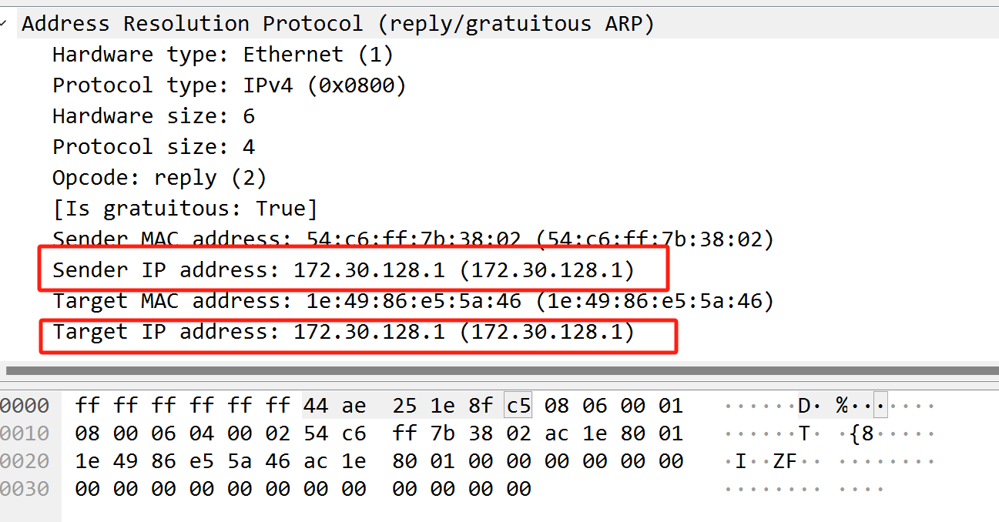 Address Resolution Protocol (reply/gratuitous ARP)
Hardware type: Ethernet (1)
Protocol type: IPv4 (0x0800)
Hardware size: 6
Protocol size: 4
Opcode: reply (2)
[Is gratuitous: True]
Sender MAC address: 54:c6:ff:7b:38:02 (54:c6:ff:7b:38:02)
Sender IP address: 172.30.128.1 (172.30.128.1)
Target MAC address: 1e:49:86:e5:5a:46 (1e:49:86:e5:5a:46)
Target IP address: 172.30.128.1 (172.30.128.1)
0000 ff ff ff ff ff ff 44 ae 25 1e 8f c5 08 06 00 01 ······D· %·······
0010 08 00 06 04 00 02 54 c6 ff 7b 38 02 ac 1e 80 01 ······T· ·{8·····
0020 1e 49 86 e5 5a 46 ac 1e 80 01 00 00 00 00 00 00 ·I··ZF·· ········
0030 00 00 00 00 00 00 00 00 00 00 00 00 ········ ····